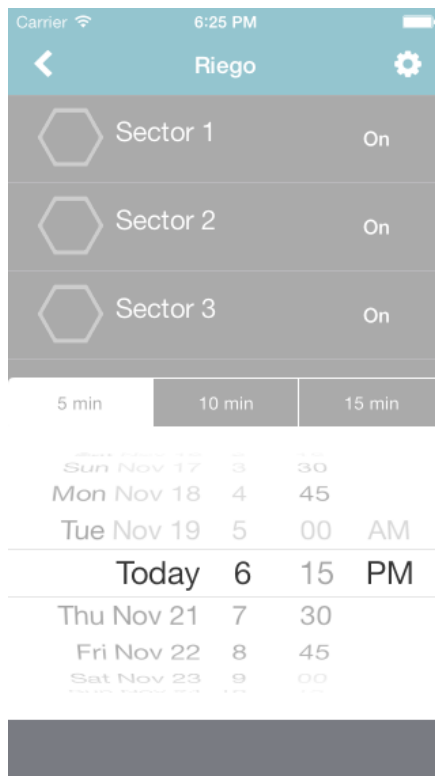 Carrier 6:25 PM
Riego
Sector 1 On
Sector 2 On
Sector 3 On
5 min 10 min 15 min
Sun Nov 17 3 30
Mon Nov 18 4 45
Tue Nov 19 5 00 AM
Today 6 15 PM
Thu Nov 21 7 30
Fri Nov 22 8 45
Sat Nov 23 9 00